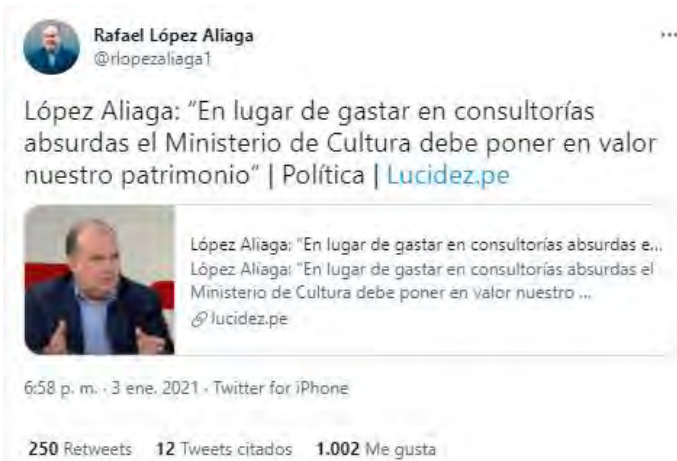 Rafael López Aliaga
@rlopezaliaga1
López Aliaga: “En lugar de gastar en consultorías
absurdas el Ministerio de Cultura debe poner en valor
nuestro patrimonio” | Política | Lucidez.pe
López Aliaga: “En lugar de gastar en consultorías absurdas e...
López Aliaga: “En lugar de gastar en consultorías absurdas el
Ministerio de Cultura debe poner en valor nuestro ...
lucidez.pe
6:58 p. m. · 3 ene. 2021 · Twitter for iPhone
250 Retweets 12 Tweets citados 1.002 Me gusta